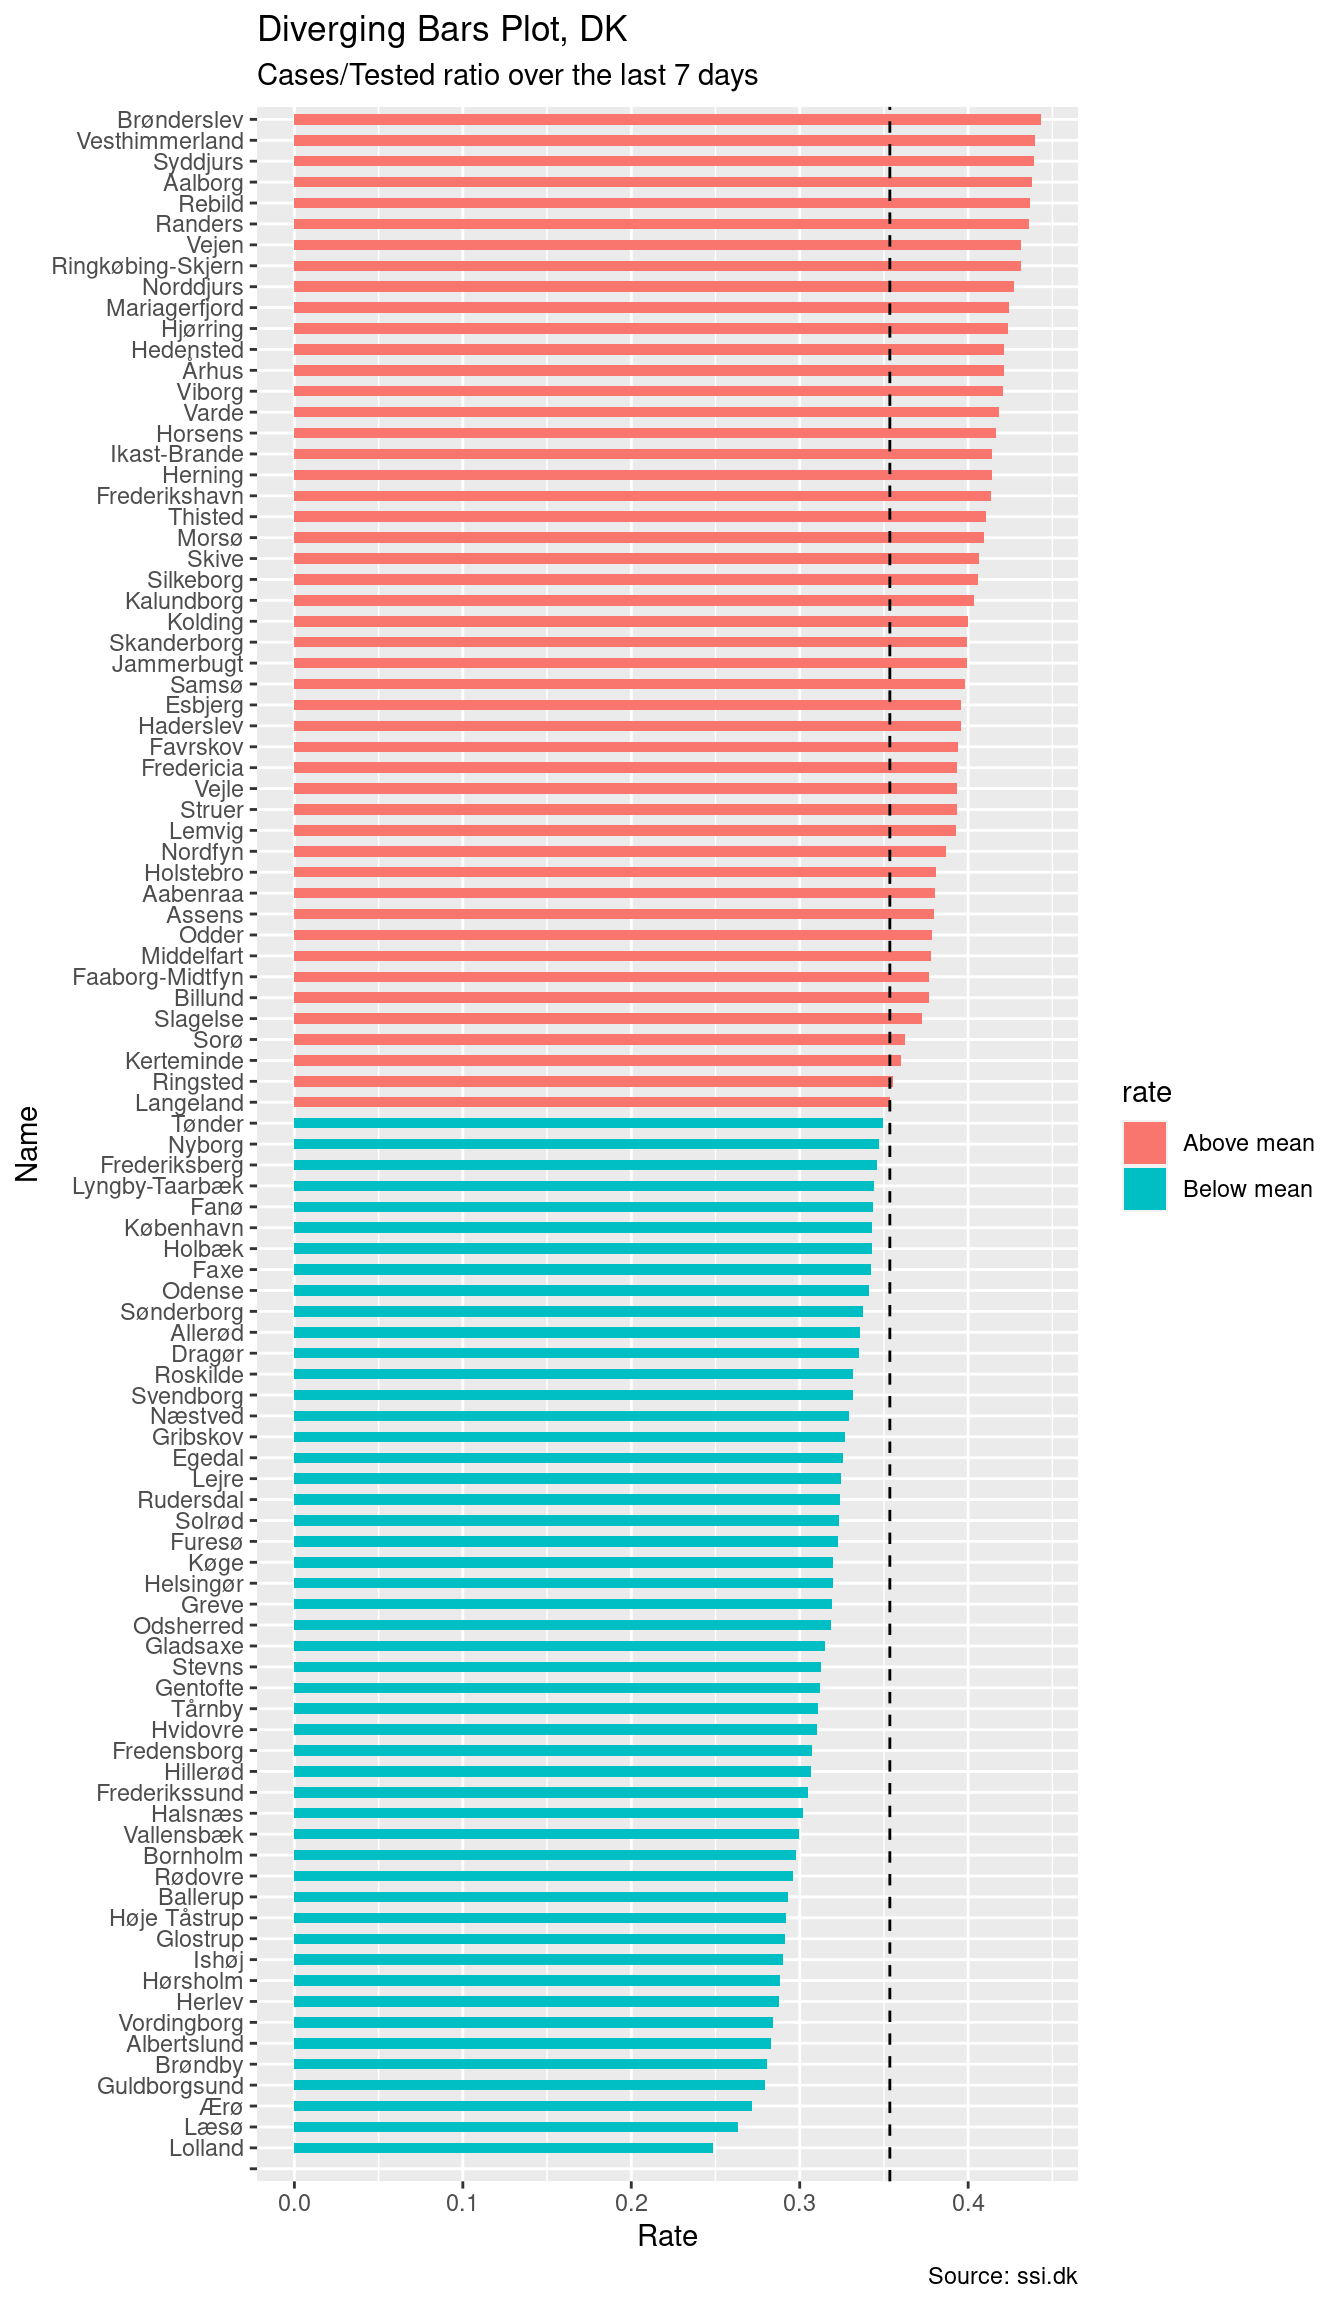 Diverging Bars Plot, DK
Cases/Tested ratio over the last 7 days
Brønderslev
Vesthimmerland
Syddjurs
Aalborg
Rebild
Randers
Vejen
Ringkøbing-Skjern
Norddjurs
Mariagerfjord
Hjørring
Hedensted
Århus
Viborg
Varde
Horsens
Ikast-Brande
Herning
Frederikshavn
Thisted
Morsø
Skive
Silkeborg
Kalundborg
Kolding
Skanderborg
Jammerbugt
Samsø
Esbjerg
Haderslev
Favrskov
Fredericia
Vejle
Struer
Lemvig
Nordfyn
Holstebro
Aabenraa
Assens
Odder
Middelfart
Faaborg-Midtfyn
Billund
Slagelse
Sorø
Kerteminde
Ringsted
Langeland
Tønder
Nyborg
Frederiksberg
Lyngby-Taarbæk
Fanø
København
Holbæk
Faxe
Odense
Sønderborg
Allerød
Dragør
Roskilde
Svendborg
Næstved
Gribskov
Egedal
Lejre
Rudersdal
Solrød
Furesø
Køge
Helsingør
Greve
Odsherred
Gladsaxe
Stevns
Gentofte
Tårnby
Hvidovre
Fredensborg
Hillerød
Frederikssund
Halsnæs
Vallensbæk
Bornholm
Rødovre
Ballerup
Høje Tåstrup
Glostrup
Ishøj
Hørsholm
Herlev
Vordingborg
Albertslund
Brøndby
Guldborgsund
Ærø
Læsø
Lolland
Name
0.0 0.1 0.2 0.3 0.4
Rate
rate
Above mean
Below mean
Source: ssi.dk